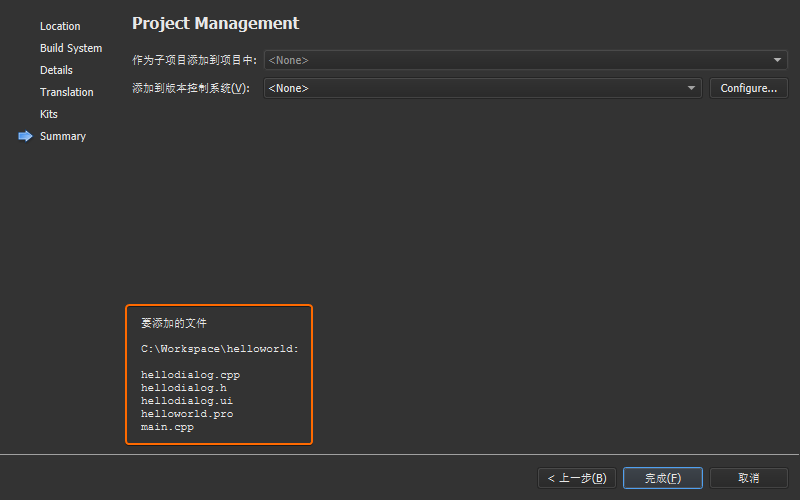 Location
Build System
Details
Translation
Kits
Summary
Project Management
作为子项目添加到项目中: <None>
添加到版本控制系统(V): <None> Configure...
要添加的文件
C:\Workspace\helloworld:
hellodialog.cpp
hellodialog.h
hellodialog.ui
helloworld.pro
main.cpp
< 上一步(B) 完成(F) 取消